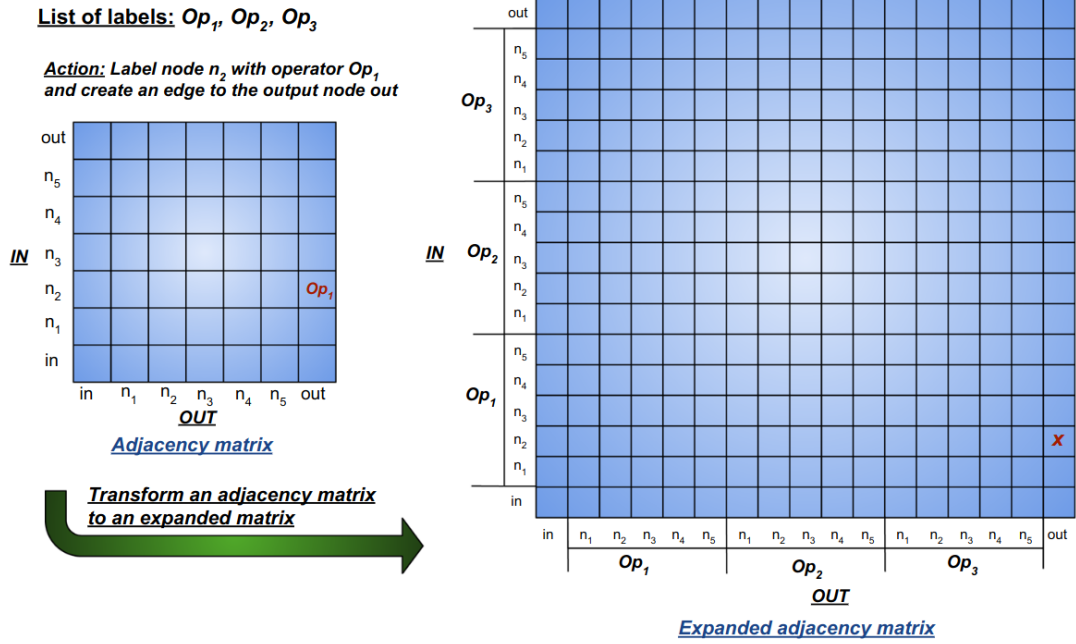 List of labels: Op1, Op2, Op3
Action: Label node n2 with operator Op1
and create an edge to the output node out
out
n5
n4
IN n3
n2 Op1
n1
in
in n1 n2 n3 n4 n5 out
OUT
Adjacency matrix
Transform an adjacency matrix
to an expanded matrix
out
n5
n4
Op3 n3
n2
n1
n5
n4
IN Op2 n3
n2
n1
n5
n4
Op1 n3
n2 x
n1
in
in n1 n2 n3 n4 n5 n1 n2 n3 n4 n5 n1 n2 n3 n4 n5 out
Op1 Op2 Op3
OUT
Expanded adjacency matrix